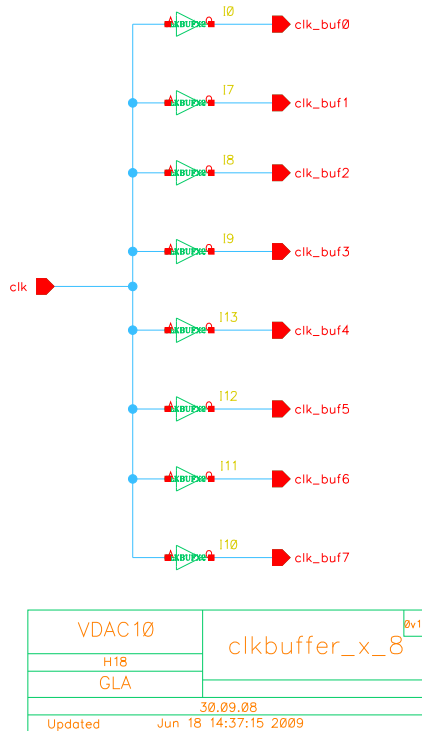 I0
clk_buf0
I7
clk_buf1
I8
clk_buf2
I9
clk_buf3
clk
I13
clk_buf4
I12
clk_buf5
I11
clk_buf6
I10
clk_buf7
VDAC10
clkbuffer_x_8
0v1
H18
GLA
30.09.08
Updated Jun 18 14:37:15 2009